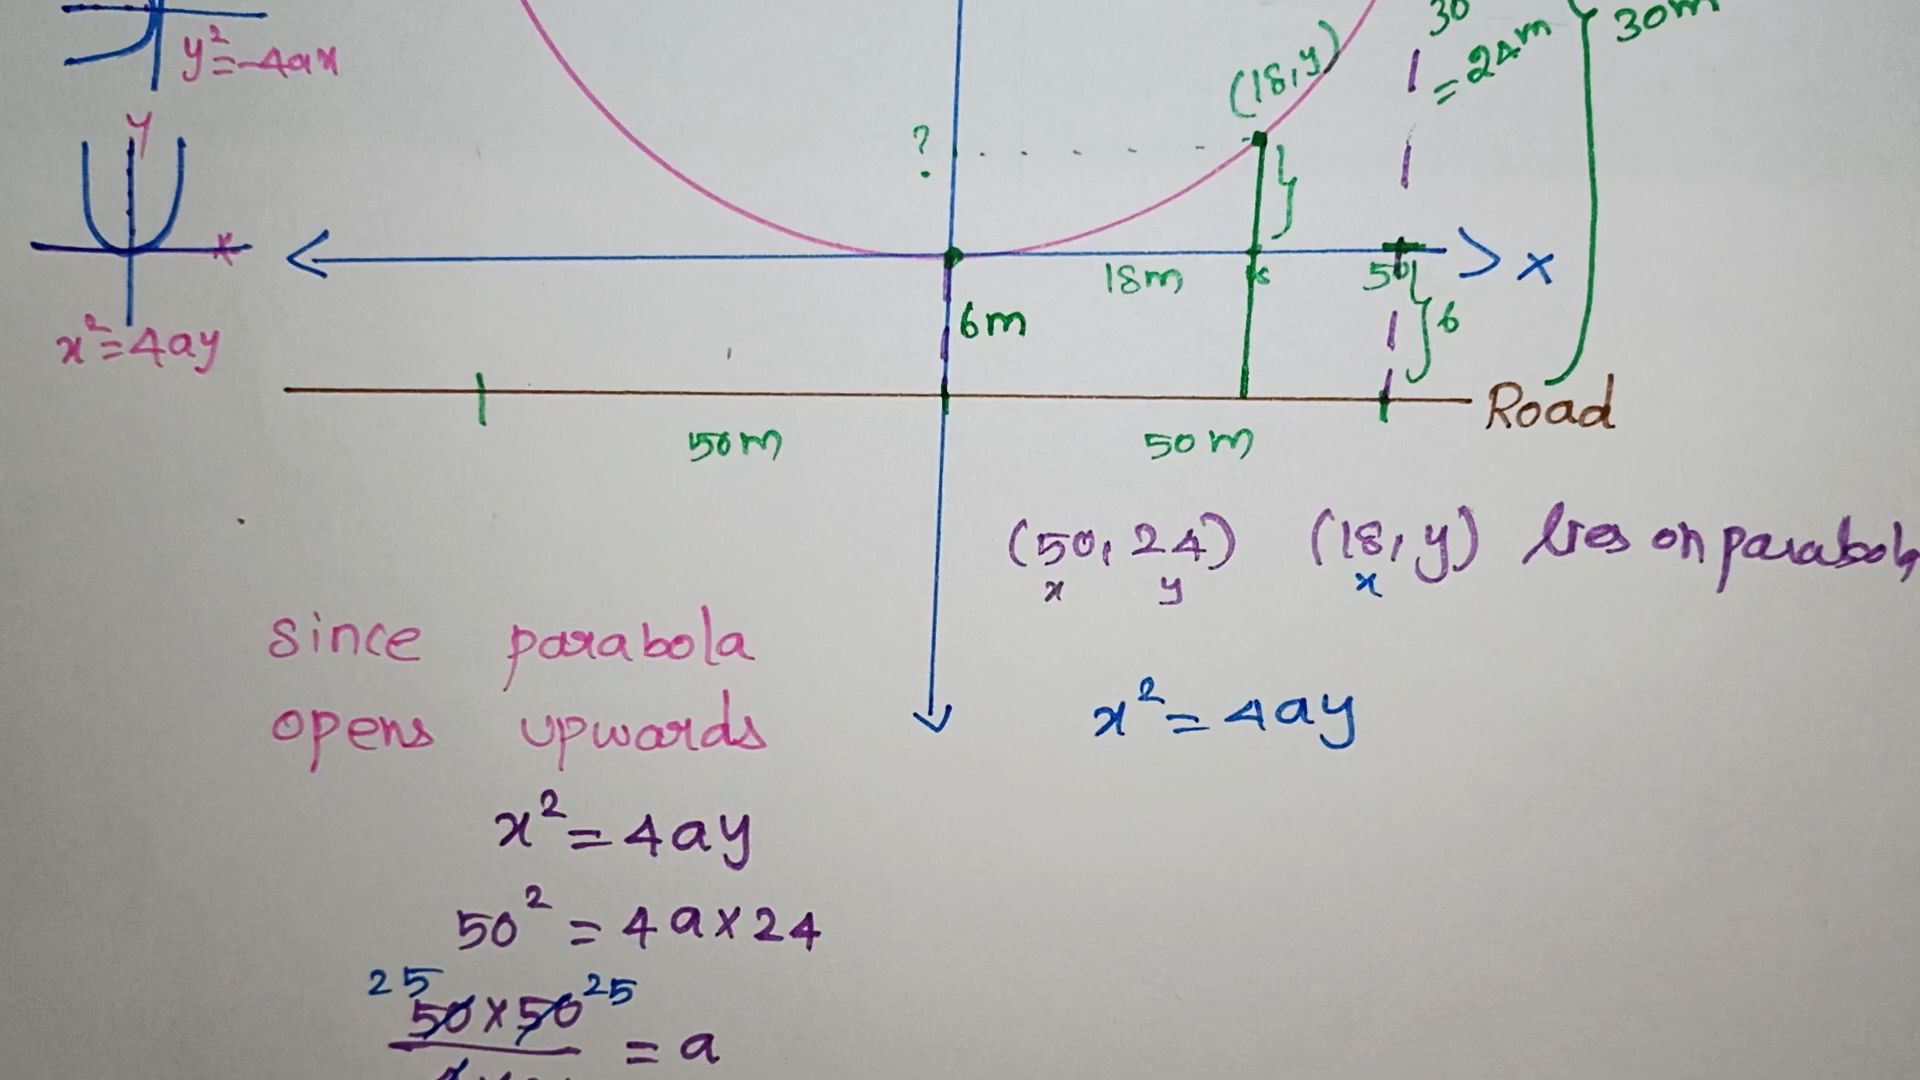 30
30m
= 24m
y²=-4ax
(18,y)
y
?
x
18m
50
x
6m
6
x²=4ay
Road
50m
50m
(50, 24) (18, y) lies on parabola
x y x
since parabola
opens upwards
x² = 4ay
x² = 4ay
50² = 4a×24
25 25
50×50
= a